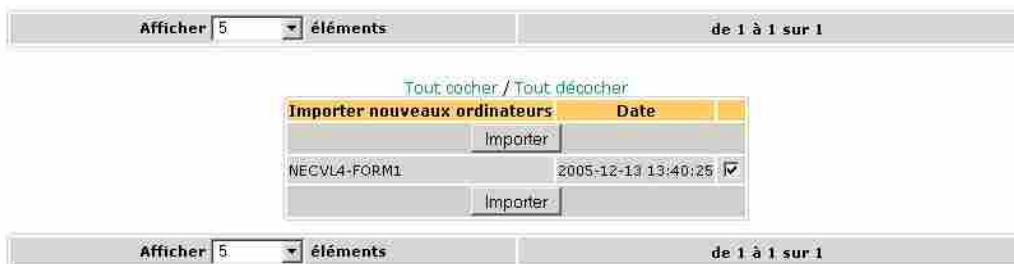 Afficher 5 éléments de 1 à 1 sur 1
Tout cocher / Tout décocher
Importer nouveaux ordinateurs Date
Importer
NECVL4-FORM1 2005-12-13 13:40:25
Importer
Afficher 5 éléments de 1 à 1 sur 1